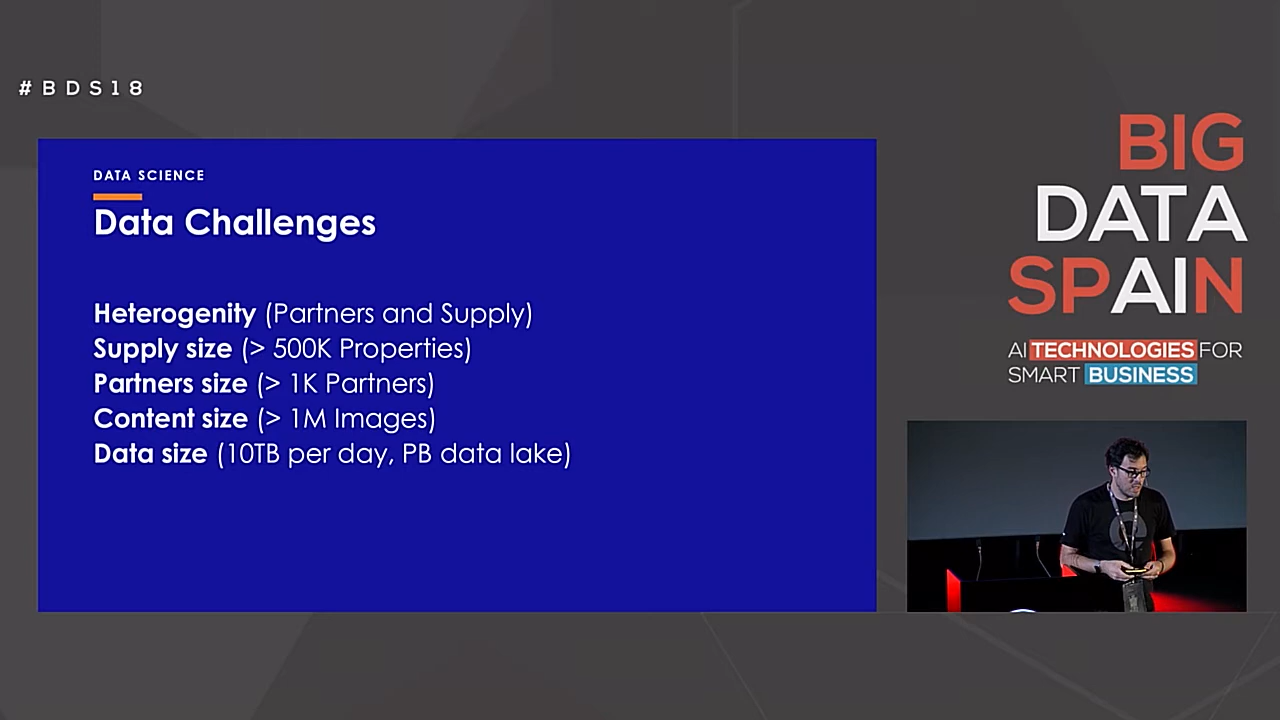 #BDS18
DATA SCIENCE
Data Challenges
Heterogenity (Partners and Supply)
Supply size (> 500K Properties)
Partners size (> 1K Partners)
Content size (> 1M Images)
Data size (10TB per day, PB data lake)
BIG
DATA
SPAIN
AI TECHNOLOGIES FOR
SMART BUSINESS